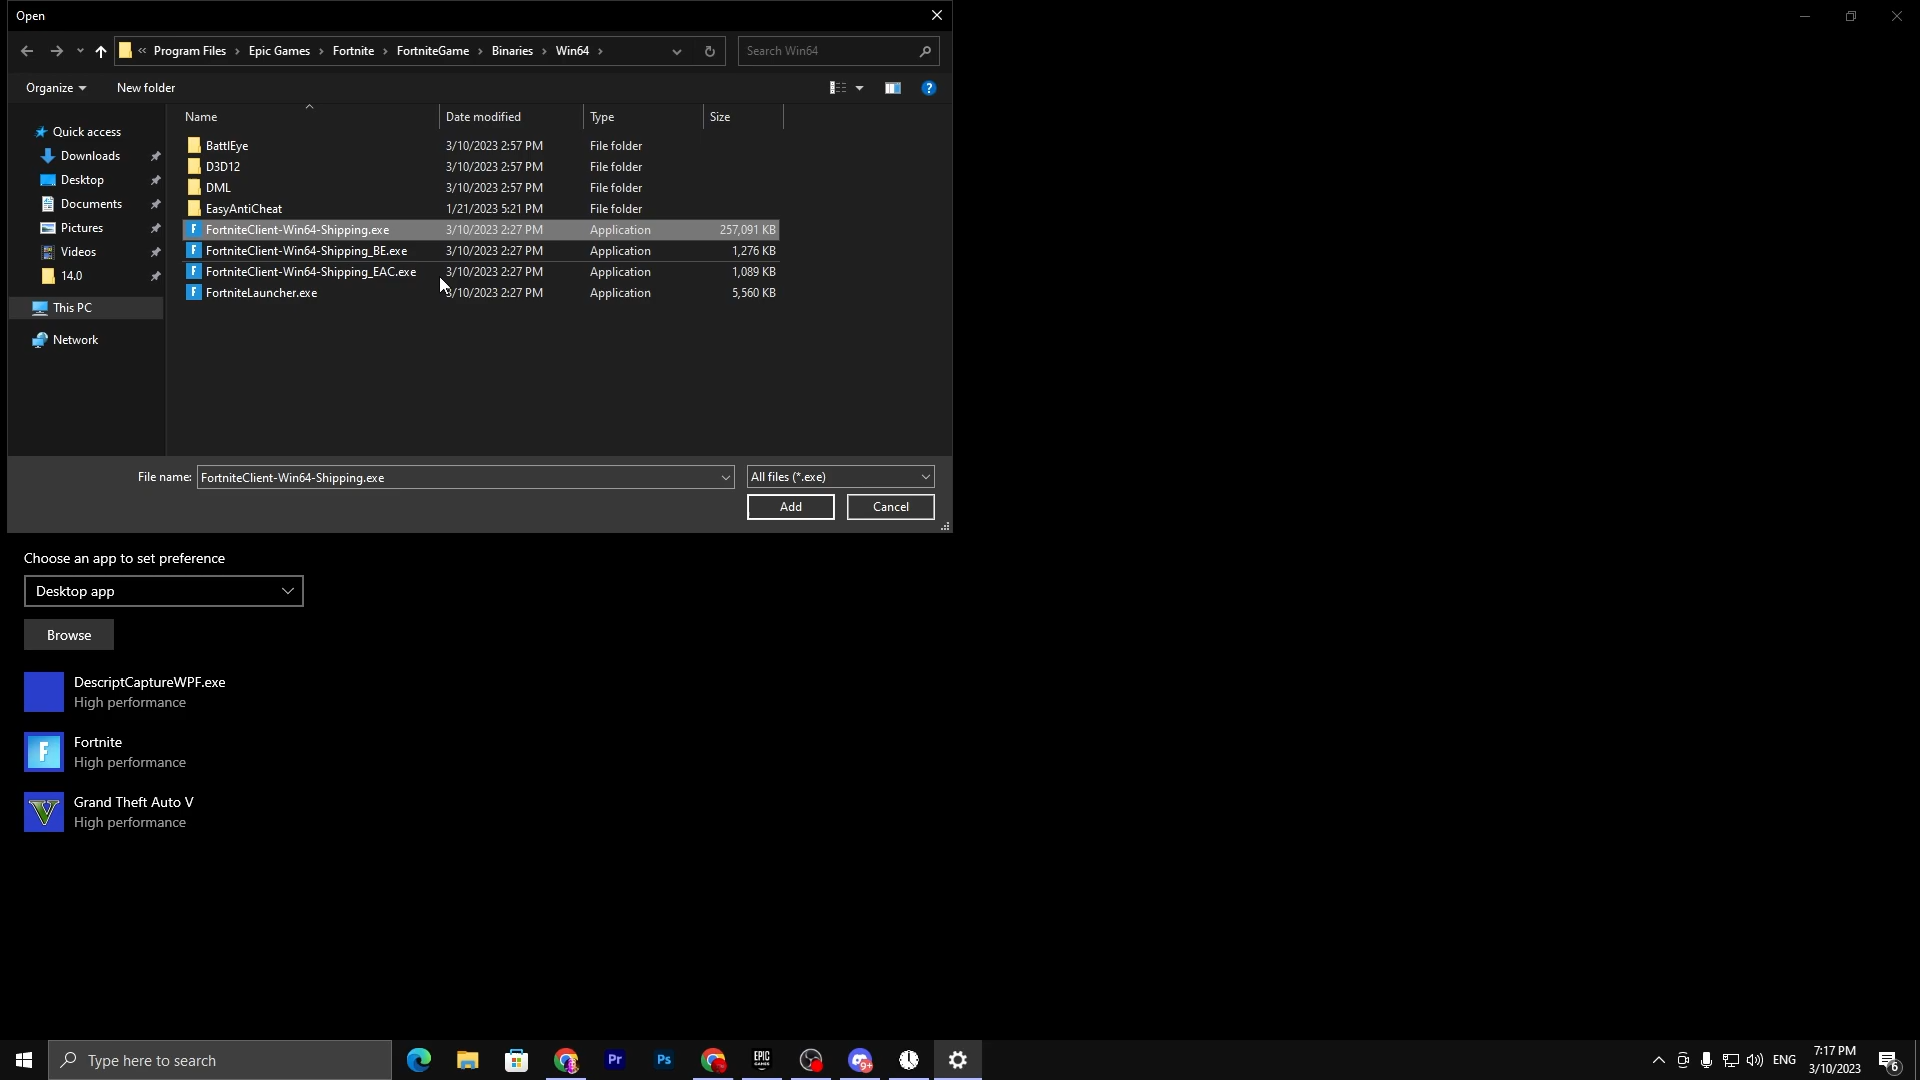 Open
« Program Files > Epic Games > Fortnite > FortniteGame > Binaries > Win64 >
Search Win64
Organize
New folder
?
Name Date modified Type Size
Quick access
Downloads
Desktop
Documents
Pictures
Videos
14.0
This PC
Network
BattlEye 3/10/2023 2:57 PM File folder
D3D12 3/10/2023 2:57 PM File folder
DML 3/10/2023 2:57 PM File folder
EasyAntiCheat 1/21/2023 5:21 PM File folder
F FortniteClient-Win64-Shipping.exe 3/10/2023 2:27 PM Application 257,091 KB
F FortniteClient-Win64-Shipping_BE.exe 3/10/2023 2:27 PM Application 1,276 KB
F FortniteClient-Win64-Shipping_EAC.exe 3/10/2023 2:27 PM Application 1,089 KB
F FortniteLauncher.exe 3/10/2023 2:27 PM Application 5,560 KB
File name: FortniteClient-Win64-Shipping.exe
All files (*.exe)
Add
Cancel
Choose an app to set preference
Desktop app
Browse
DescriptCaptureWPF.exe
High performance
F
Fortnite
High performance
V
Grand Theft Auto V
High performance
Type here to search
Pr
Ps
EPIC
GAMES
9+
ENG
7:17 PM
3/10/2023
6